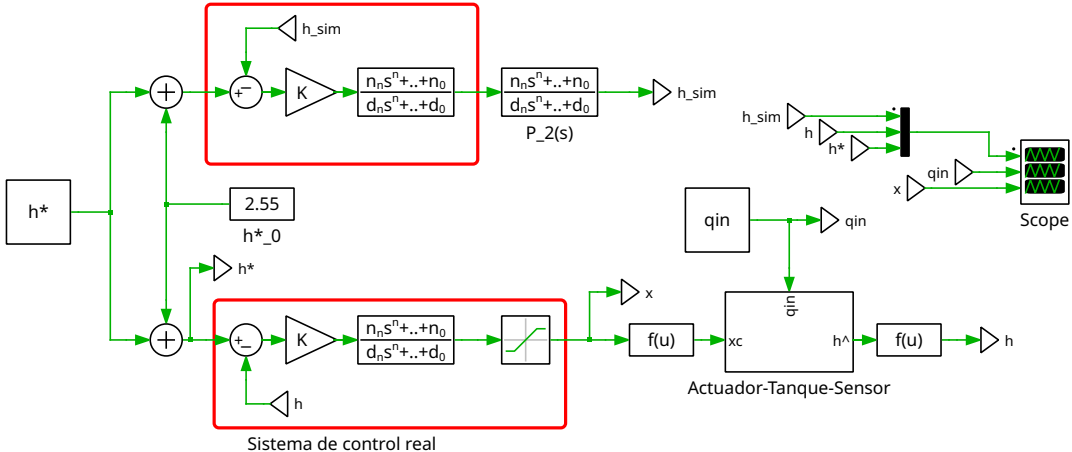 h_sim
+
−
K
nₙsⁿ+..+n₀
dₙsⁿ+..+d₀
nₙsⁿ+..+n₀
dₙsⁿ+..+d₀
P_2(s)
h_sim
h_sim
h
h*
qin
x
Scope
h*
2.55
h*_0
h*
qin
qin
qin
x
+
−
K
nₙsⁿ+..+n₀
dₙsⁿ+..+d₀
f(u)
xc
h^
f(u)
h
Actuador-Tanque-Sensor
h
Sistema de control real